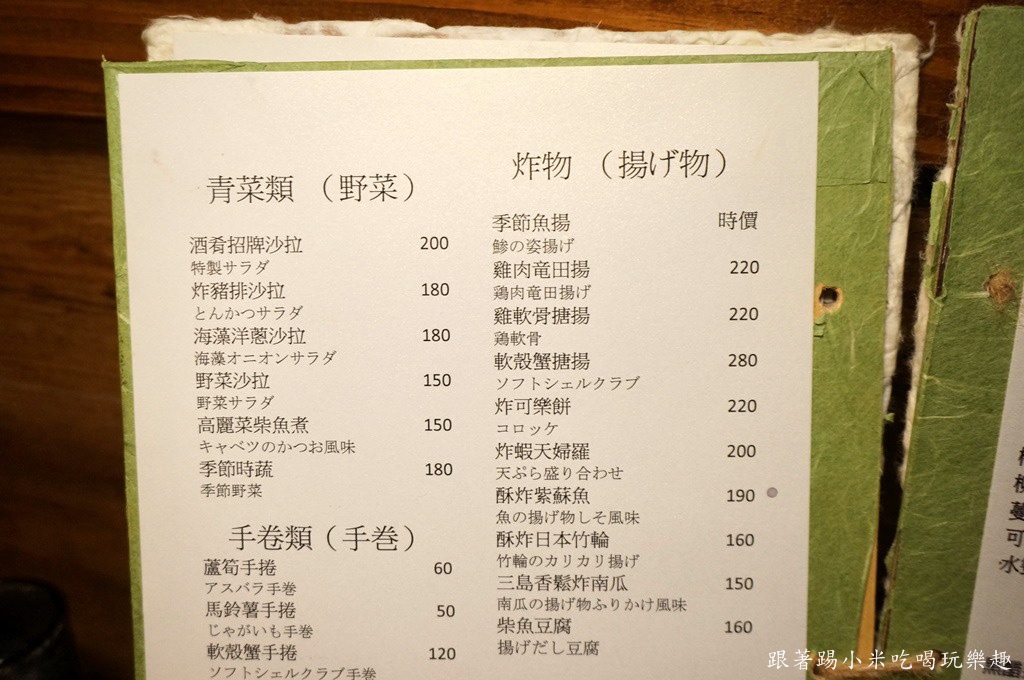 青菜類 (野菜)
酒肴招牌沙拉 200
特製サラダ
炸豬排沙拉 180
とんかつサラダ
海藻洋蔥沙拉 180
海藻オニオンサラダ
野菜沙拉 150
野菜サラダ
高麗菜柴魚煮 150
キャベツのかつお風味
季節時蔬 180
季節野菜
手卷類(手巻)
蘆筍手捲 60
アスパラ手巻
馬鈴薯手捲 50
じゃがいも手巻
軟殼蟹手捲 120
ソフトシェルクラブ手巻
炸物 (揚げ物)
季節魚揚 時價
鯵の姿揚げ
雞肉竜田揚 220
鶏肉竜田揚げ
雞軟骨搪揚 220
鶏軟骨
軟殼蟹搪揚 280
ソフトシェルクラブ
炸可樂餅 220
コロッケ
炸蝦天婦羅 200
天ぷら盛り合わせ
酥炸紫蘇魚 190
魚の揚げ物しそ風味
酥炸日本竹輪 160
竹輪のカリカリ揚げ
三島香鬆炸南瓜 150
南瓜の揚げ物ふりかけ風味
柴魚豆腐 160
揚げだし豆腐
蔓
可
水
跟著踢小米吃喝玩樂趣